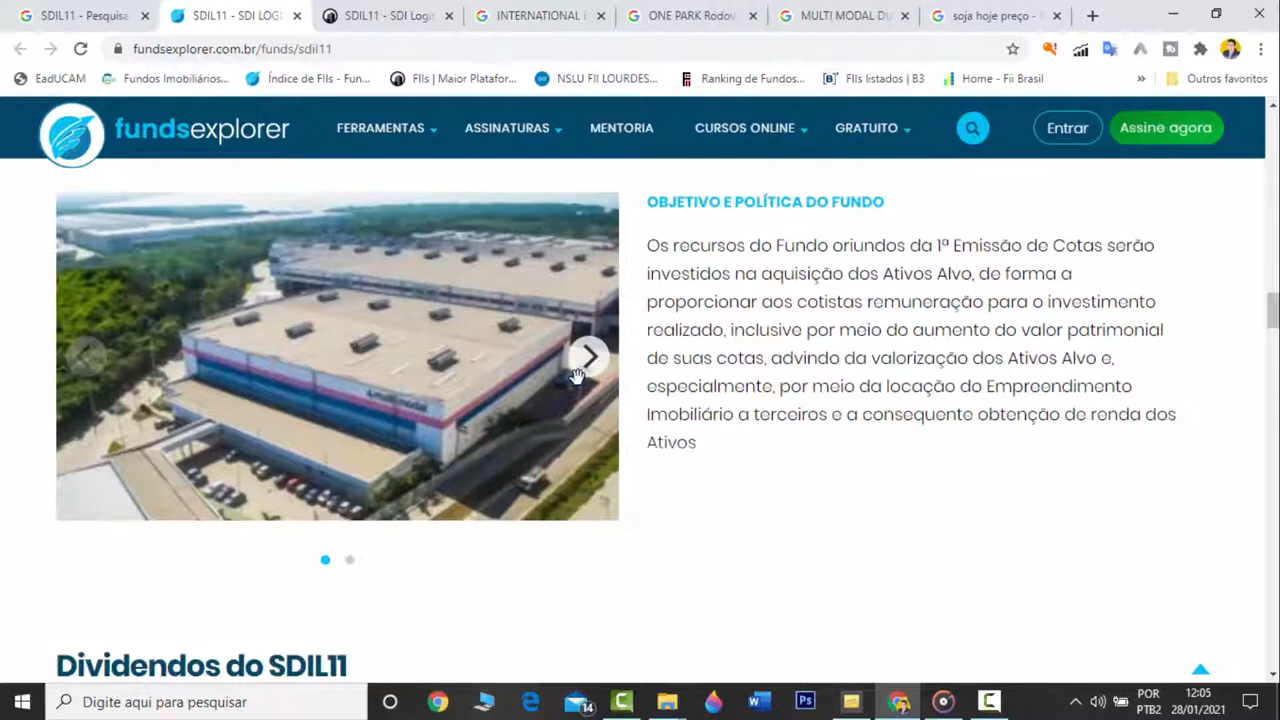 SDIL11 - Pesquisa
SDIL11 - SDI LOGI
SDIL11 - SDI Logís
INTERNATIONAL
ONE PARK Rodov
MULTI MODAL DU
soja hoje preço -
fundsexplorer.com.br/funds/sdil11
EadUCAM
Fundos Imobiliários...
Índice de FIIs - Fun...
FIIs | Maior Platafor...
NSLU FII LOURDES...
Ranking de Fundos...
[B]³ FIIs listados | B3
Home - Fii Brasil
»
Outros favoritos
fundsexplorer
FERRAMENTAS
ASSINATURAS
MENTORIA
CURSOS ONLINE
GRATUITO
Entrar
Assine agora
OBJETIVO E POLÍTICA DO FUNDO
Os recursos do Fundo oriundos da 1ª Emissão de Cotas serão
investidos na aquisição dos Ativos Alvo, de forma a
proporcionar aos cotistas remuneração para o investimento
realizado, inclusive por meio do aumento do valor patrimonial
de suas cotas, advindo da valorização dos Ativos Alvo e,
especialmente, por meio da locação do Empreendimento
Imobiliário a terceiros e a consequente obtenção de renda dos
Ativos
Dividendos do SDIL11
Digite aqui para pesquisar
14
W
Ps
POR
PTB2
12:05
28/01/2021